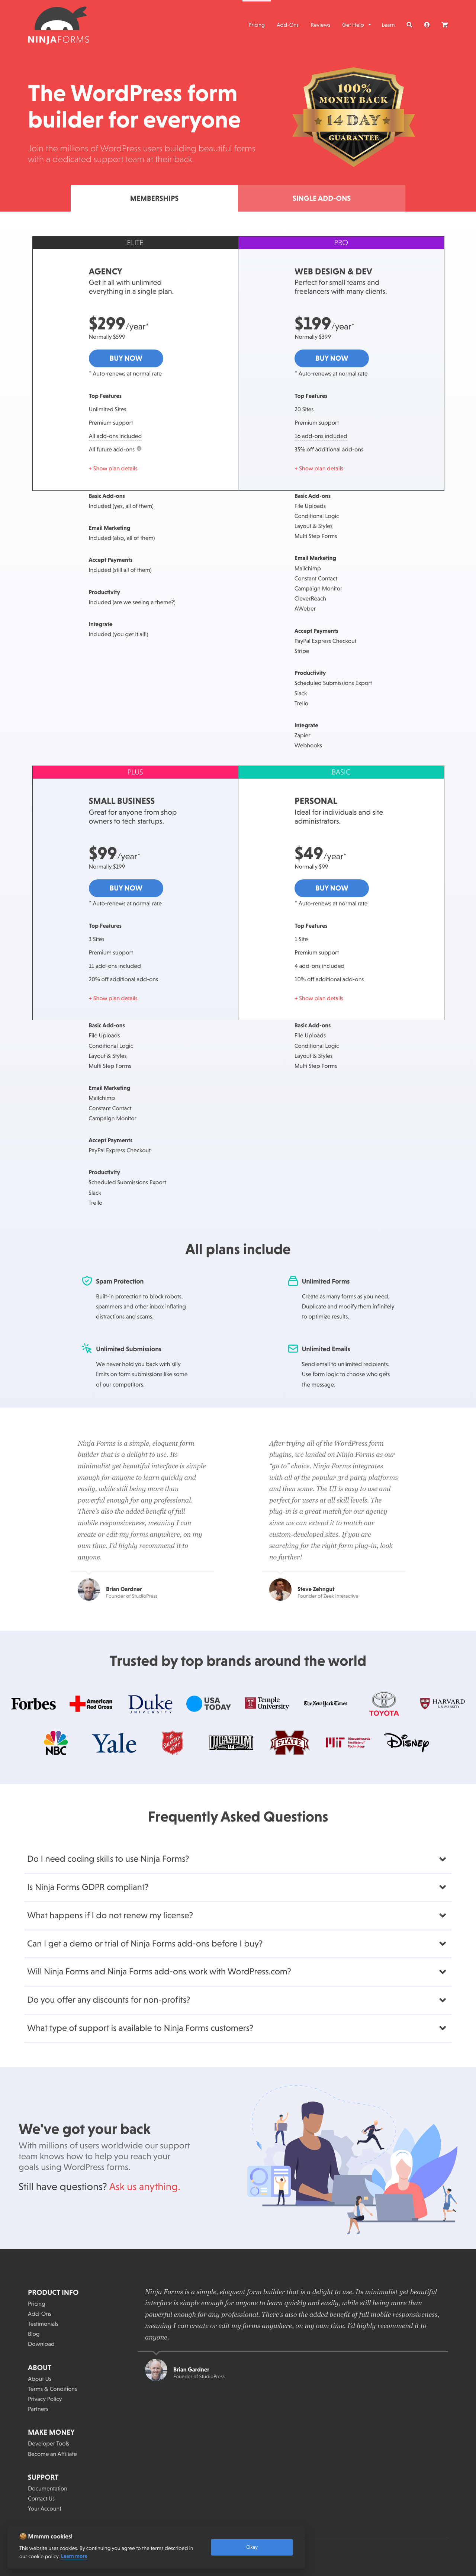 NINJAFORMS
Pricing
Add-Ons
Reviews
Get Help
Learn
The WordPress form
builder for everyone
Join the millions of WordPress users building beautiful forms
with a dedicated support team at their back.
100%
MONEY BACK
14 DAY
GUARANTEE
MEMBERSHIPS
SINGLE ADD-ONS
ELITE
AGENCY
Get it all with unlimited
everything in a single plan.
$299/year*
Normally $599
BUY NOW
* Auto-renews at normal rate
Top Features
Unlimited Sites
Premium support
All add-ons included
All future add-ons
+ Show plan details
Basic Add-ons
Included (yes, all of them)
Email Marketing
Included (also, all of them)
Accept Payments
Included (still all of them)
Productivity
Included (are we seeing a theme?)
Integrate
Included (you get it all!)
PRO
WEB DESIGN & DEV
Perfect for small teams and
freelancers with many clients.
$199/year*
Normally $399
BUY NOW
* Auto-renews at normal rate
Top Features
20 Sites
Premium support
16 add-ons included
35% off additional add-ons
+ Show plan details
Basic Add-ons
File Uploads
Conditional Logic
Layout & Styles
Multi Step Forms
Email Marketing
Mailchimp
Constant Contact
Campaign Monitor
CleverReach
AWeber
Accept Payments
PayPal Express Checkout
Stripe
Productivity
Scheduled Submissions Export
Slack
Trello
Integrate
Zapier
Webhooks
PLUS
SMALL BUSINESS
Great for anyone from shop
owners to tech startups.
$99/year*
Normally $199
BUY NOW
* Auto-renews at normal rate
Top Features
3 Sites
Premium support
11 add-ons included
20% off additional add-ons
+ Show plan details
Basic Add-ons
File Uploads
Conditional Logic
Layout & Styles
Multi Step Forms
Email Marketing
Mailchimp
Constant Contact
Campaign Monitor
Accept Payments
PayPal Express Checkout
Productivity
Scheduled Submissions Export
Slack
Trello
BASIC
PERSONAL
Ideal for individuals and site
administrators.
$49/year*
Normally $99
BUY NOW
* Auto-renews at normal rate
Top Features
1 Site
Premium support
4 add-ons included
10% off additional add-ons
+ Show plan details
Basic Add-ons
File Uploads
Conditional Logic
Layout & Styles
Multi Step Forms
All plans include
Spam Protection
Built-in protection to block robots,
spammers and other inbox inflating
distractions and scams.
Unlimited Forms
Create as many forms as you need.
Duplicate and modify them infinitely
to optimize results.
Unlimited Submissions
We never hold you back with silly
limits on form submissions like some
of our competitors.
Unlimited Emails
Send email to unlimited recipients.
Use form logic to choose who gets
the message.
Ninja Forms is a simple, eloquent form
builder that is a delight to use. Its
minimalist yet beautiful interface is simple
enough for anyone to learn quickly and
easily, while still being more than
powerful enough for any professional.
There's also the added benefit of full
mobile responsiveness, meaning I can
create or edit my forms anywhere, on my
own time. I'd highly recommend it to
anyone.
Brian Gardner
Founder of StudioPress
After trying all of the WordPress form
plugins, we landed on Ninja Forms as our
"go to" choice. Ninja Forms integrates
with all of the popular 3rd party platforms
and then some. The UI is easy to use and
perfect for users at all skill levels. The
plug-in is a great match for our agency
since we can extend it to match our
custom-developed sites. If you are
searching for the right form plug-in, look
no further!
Steve Zehngut
Founder of Zeek Interactive
Trusted by top brands around the world
Forbes
American
Red Cross
Duke
UNIVERSITY
USA
TODAY
Temple
University
The New York Times
TOYOTA
HARVARD
UNIVERSITY
NBC
Yale
LUCASFILM
STATE
MIT
Massachusetts
Institute of
Technology
Disney
Frequently Asked Questions
Do I need coding skills to use Ninja Forms?
Is Ninja Forms GDPR compliant?
What happens if I do not renew my license?
Can I get a demo or trial of Ninja Forms add-ons before I buy?
Will Ninja Forms and Ninja Forms add-ons work with WordPress.com?
Do you offer any discounts for non-profits?
What type of support is available to Ninja Forms customers?
We've got your back
With millions of users worldwide our support
team knows how to help you reach your
goals using WordPress forms.
Still have questions? Ask us anything.
PRODUCT INFO
Pricing
Add-Ons
Testimonials
Blog
Download
ABOUT
About Us
Terms & Conditions
Privacy Policy
Partners
MAKE MONEY
Developer Tools
Become an Affiliate
SUPPORT
Documentation
Contact Us
Your Account
Ninja Forms is a simple, eloquent form builder that is a delight to use. Its minimalist yet beautiful
interface is simple enough for anyone to learn quickly and easily, while still being more than
powerful enough for any professional. There's also the added benefit of full mobile responsiveness,
meaning I can create or edit my forms anywhere, on my own time. I'd highly recommend it to
anyone.
Brian Gardner
Founder of StudioPress
Mmmm cookies!
This website uses cookies. By continuing you agree to the terms described in
our cookie policy. Learn more
Okay